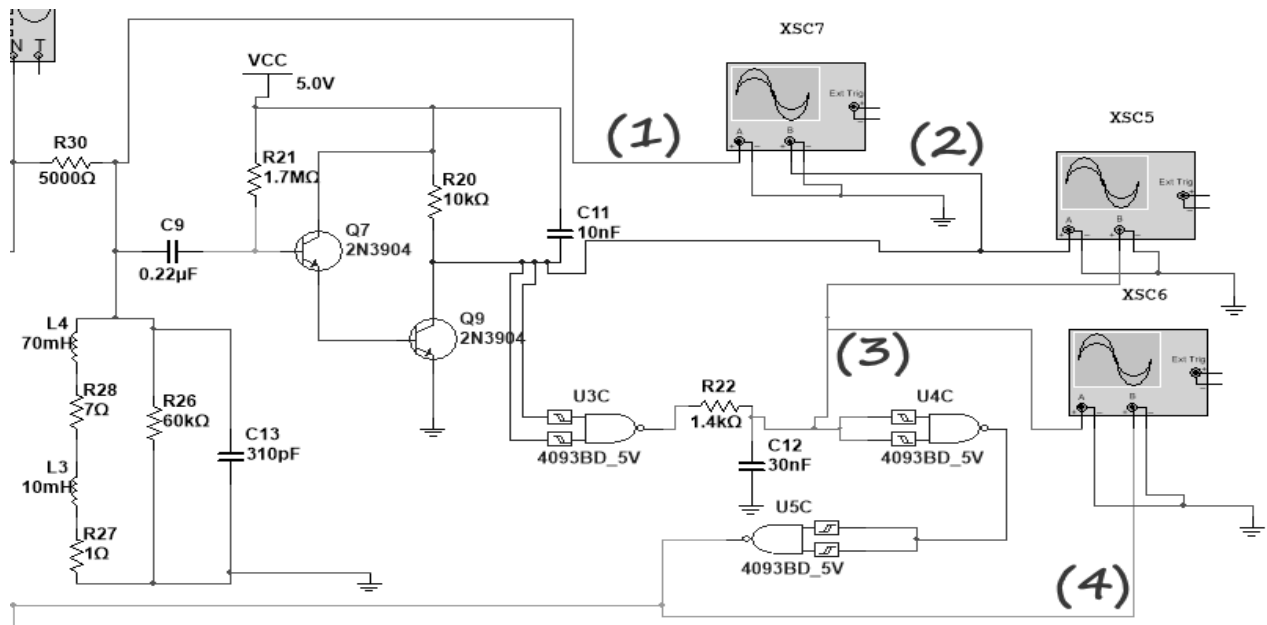 XSC7
N T
VCC
5.0V
Ext Trig
A
B
(1)
(2)
XSC5
R30
5000Ω
R21
1.7MΩ
R20
10kΩ
Ext Trig
A
B
C9
0.22µF
Q7
2N3904
C11
10nF
XSC6
L4
70mH
Q9
2N3904
(3)
Ext Trig
A
B
R28
7Ω
R26
60kΩ
C13
310pF
U3C
4093BD_5V
R22
1.4kΩ
C12
30nF
U4C
4093BD_5V
L3
10mH
R27
1Ω
U5C
4093BD_5V
(4)